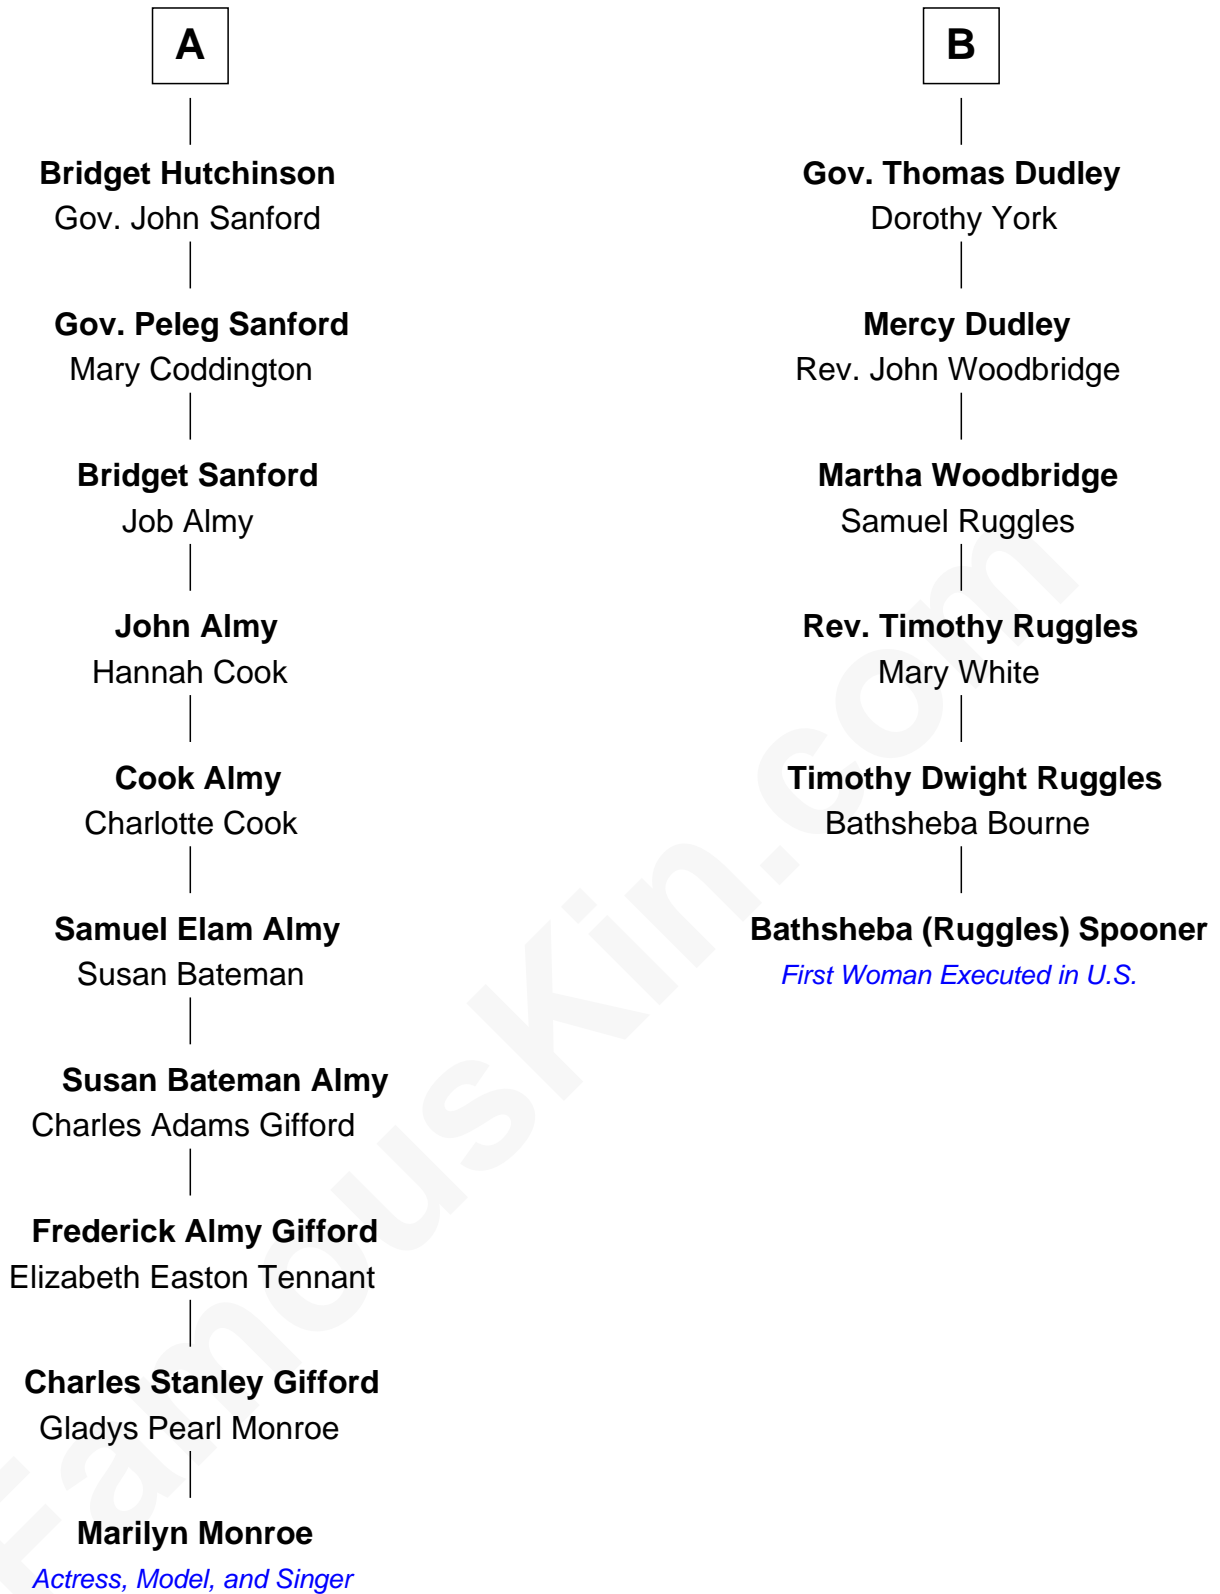 A
Bridget Hutchinson
Gov. John Sanford
Gov. Peleg Sanford
Mary Coddington
Bridget Sanford
Job Almy
John Almy
Hannah Cook
Cook Almy
Charlotte Cook
Samuel Elam Almy
Susan Bateman
Susan Bateman Almy
Charles Adams Gifford
Frederick Almy Gifford
Elizabeth Easton Tennant
Charles Stanley Gifford
Gladys Pearl Monroe
Marilyn Monroe
Actress, Model, and Singer
B
Gov. Thomas Dudley
Dorothy York
Mercy Dudley
Rev. John Woodbridge
Martha Woodbridge
Samuel Ruggles
Rev. Timothy Ruggles
Mary White
Timothy Dwight Ruggles
Bathsheba Bourne
Bathsheba (Ruggles) Spooner
First Woman Executed in U.S.
FamousKin.com